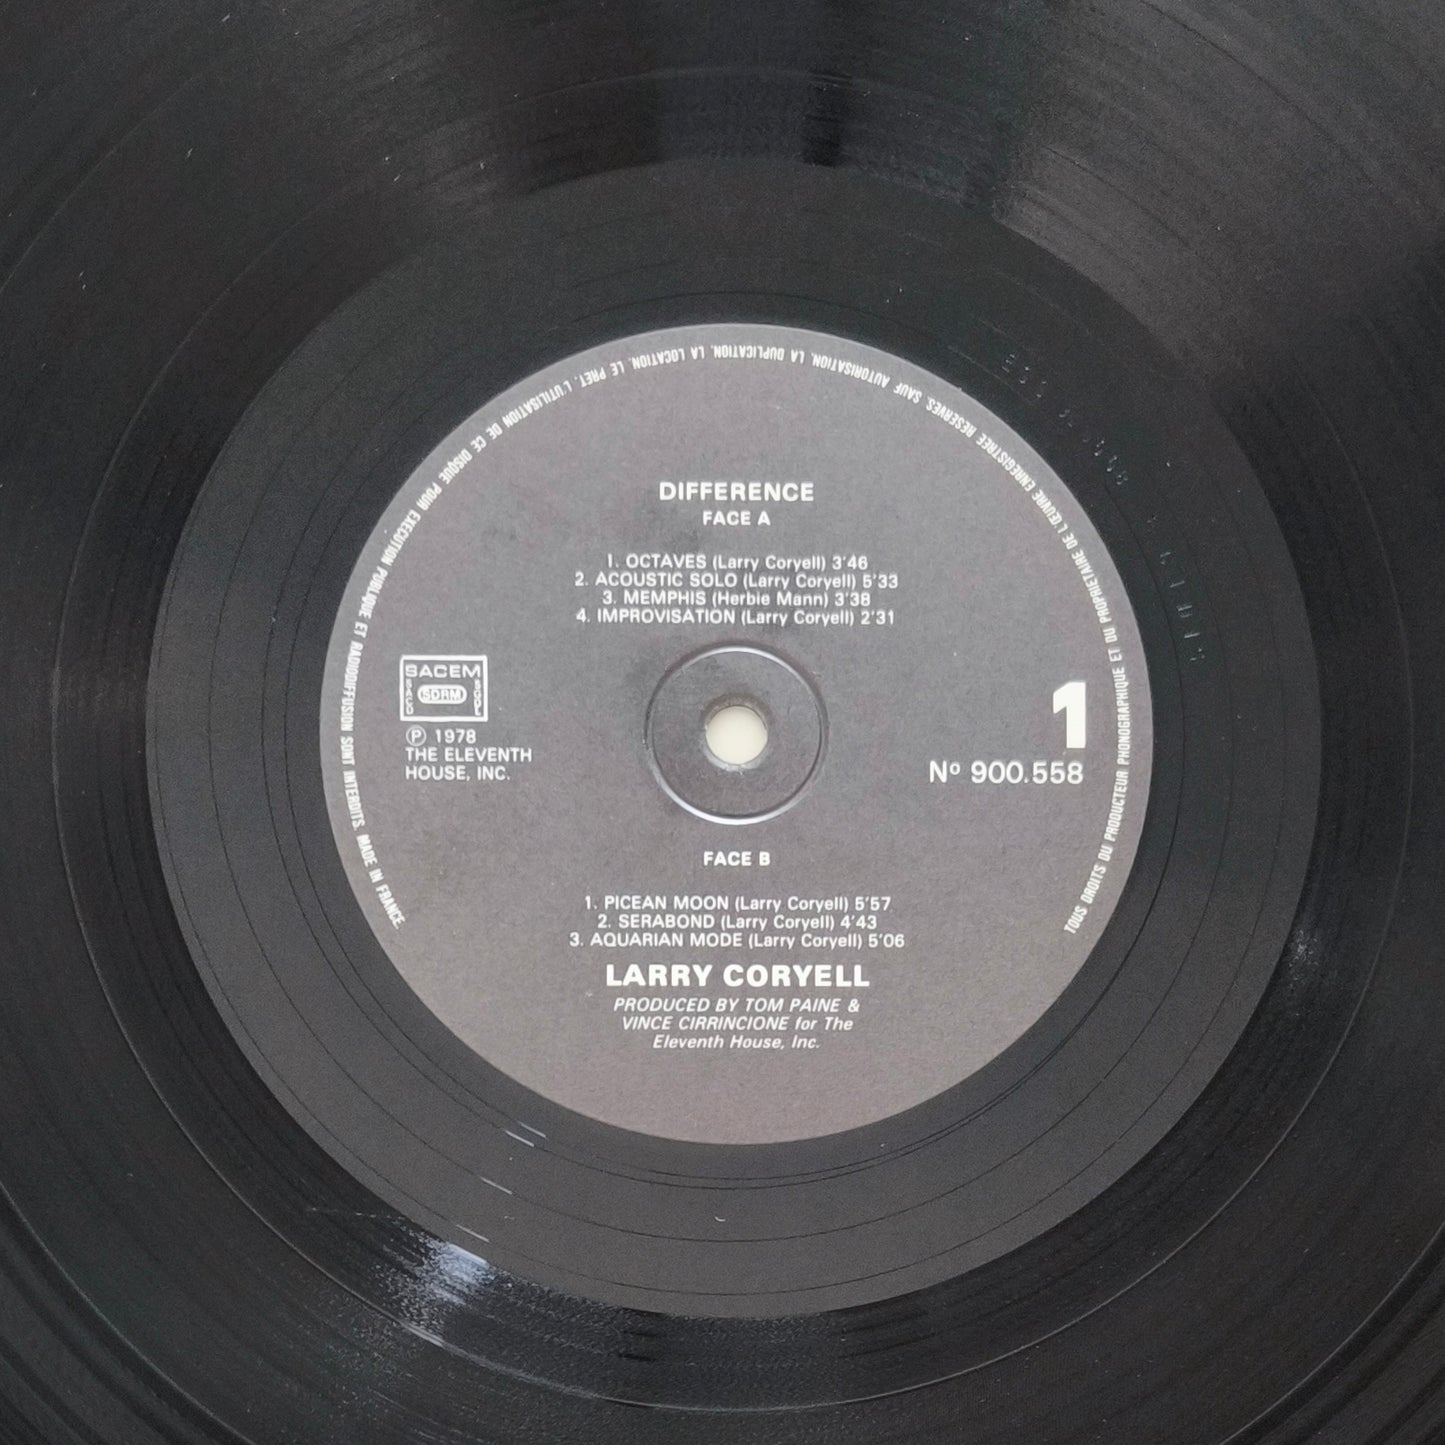 TOUS DROITS DU PRODUCTEUR PHONOGRAPHIQUE ET DU PROPRIETAIRE DE L'ŒUVRE ENREGISTREE RESERVES. SAUF AUTORISATION, LA DUPLICATION, LA LOCATION, LE PRET, L'UTILISATION DE CE DISQUE POUR EXECUTION PUBLIQUE ET RADIODIFFUSION SONT INTERDITS. MADE IN FRANCE.
DIFFERENCE
FACE A
1. OCTAVES (Larry Coryell) 3'46
2. ACOUSTIC SOLO (Larry Coryell) 5'33
3. MEMPHIS (Herbie Mann) 3'38
4. IMPROVISATION (Larry Coryell) 2'31
SACEM
SACD
SDRM
SGDL
℗ 1978
THE ELEVENTH
HOUSE, INC.
1
Nº 900.558
FACE B
1. PICEAN MOON (Larry Coryell) 5'57
2. SERABOND (Larry Coryell) 4'43
3. AQUARIAN MODE (Larry Coryell) 5'06
LARRY CORYELL
PRODUCED BY TOM PAINE &
VINCE CIRRINCIONE for The
Eleventh House, Inc.